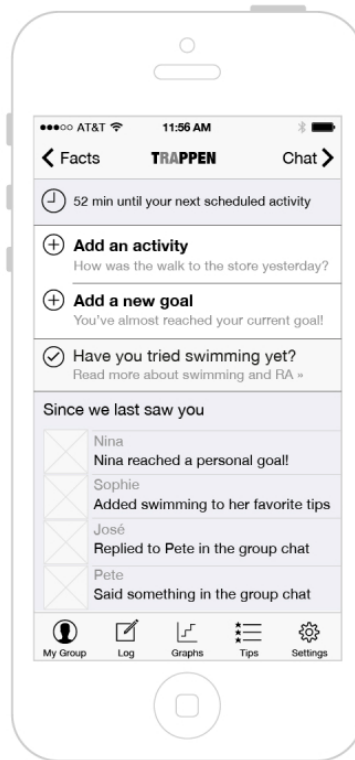 AT&T 11:56 AM
Facts TRAPPEN Chat
52 min until your next scheduled activity
Add an activity
How was the walk to the store yesterday?
Add a new goal
You've almost reached your current goal!
Have you tried swimming yet?
Read more about swimming and RA »
Since we last saw you
Nina
Nina reached a personal goal!
Sophie
Added swimming to her favorite tips
José
Replied to Pete in the group chat
Pete
Said something in the group chat
My Group Log Graphs Tips Settings